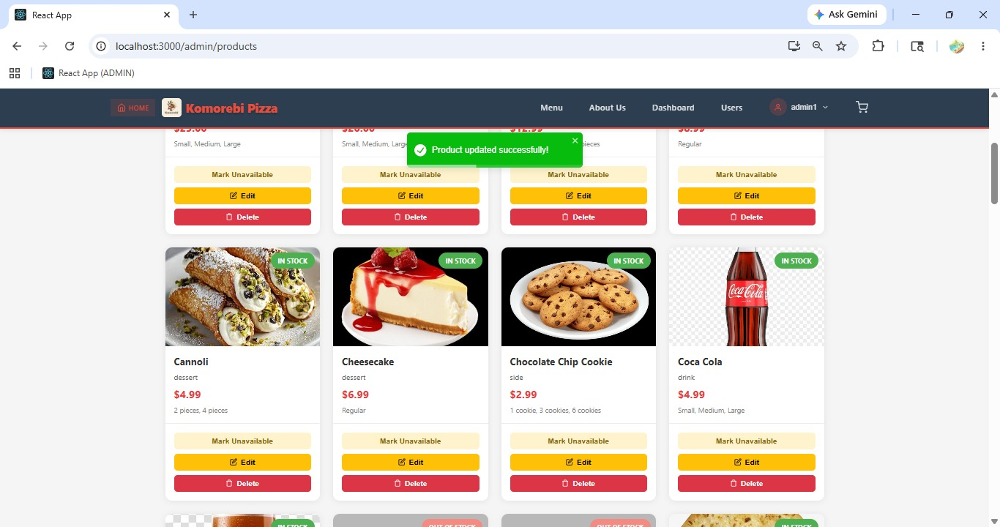 React App
Ask Gemini
localhost:3000/admin/products
React App (ADMIN)
HOME
Komorebi Pizza
Menu
About Us
Dashboard
Users
admin1
Product updated successfully!
Small, Medium, Large
Small, Medium, Large
Regular
Mark Unavailable
Mark Unavailable
Mark Unavailable
Mark Unavailable
Edit
Edit
Edit
Edit
Delete
Delete
Delete
Delete
IN STOCK
IN STOCK
IN STOCK
IN STOCK
Coca-Cola
Cannoli
Cheesecake
Chocolate Chip Cookie
Coca Cola
dessert
dessert
side
drink
$4.99
$6.99
$2.99
$4.99
2 pieces, 4 pieces
Regular
1 cookie, 3 cookies, 6 cookies
Small, Medium, Large
Mark Unavailable
Mark Unavailable
Mark Unavailable
Mark Unavailable
Edit
Edit
Edit
Edit
Delete
Delete
Delete
Delete
IN STOCK
OUT OF STOCK
OUT OF STOCK
IN STOCK